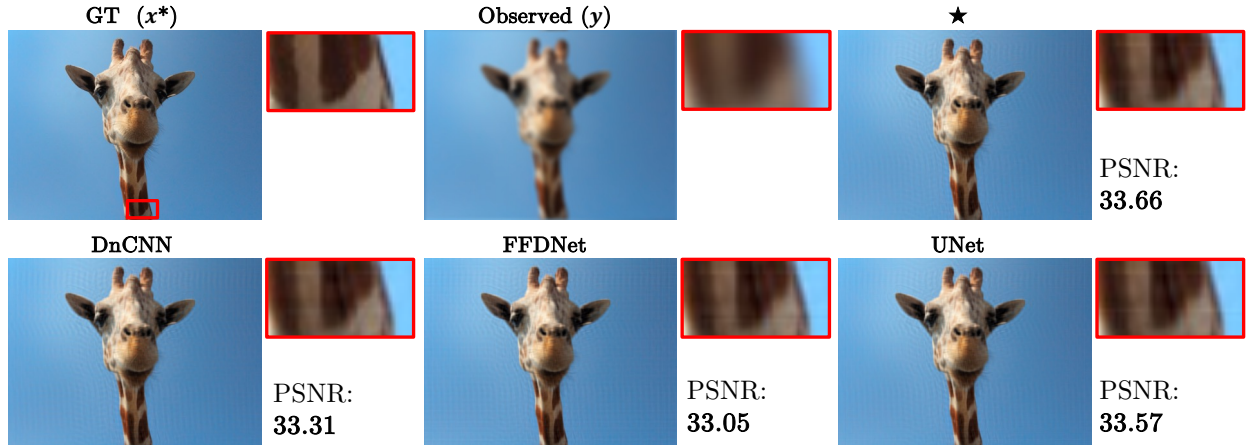 GT (x*)
Observed (y)
★
PSNR:
33.66
DnCNN
FFDNet
UNet
PSNR:
33.31
PSNR:
33.05
PSNR:
33.57